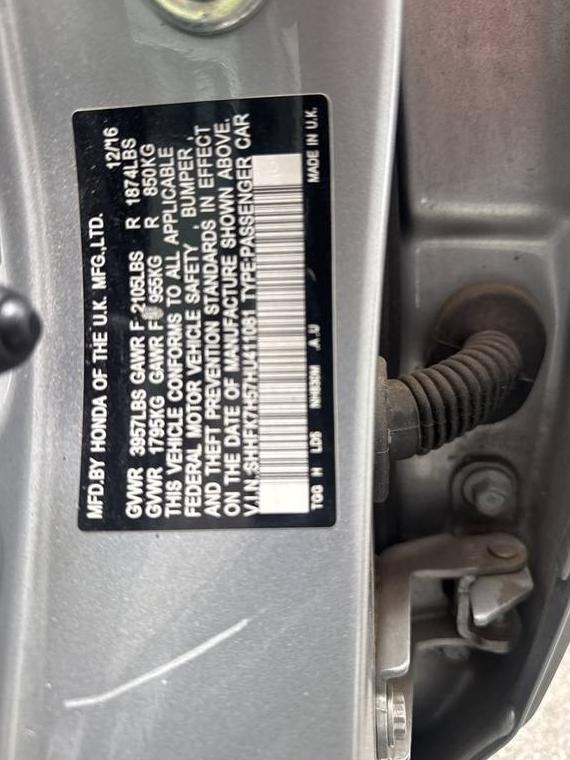 MFD.BY HONDA OF THE U.K. MFG.,LTD. 12/16
GVWR 3957LBS GAWR F 2105LBS R 1874LBS
GVWR 1795KG GAWR F 955KG R 850KG
THIS VEHICLE CONFORMS TO ALL APPLICABLE
FEDERAL MOTOR VEHICLE SAFETY, BUMPER,
AND THEFT PREVENTION STANDARDS IN EFFECT
ON THE DATE OF MANUFACTURE SHOWN ABOVE.
V.I.N.:SHHFK7H57HU411061 TYPE:PASSENGER CAR
TGG H LDS NH830M .A.U MADE IN U.K.